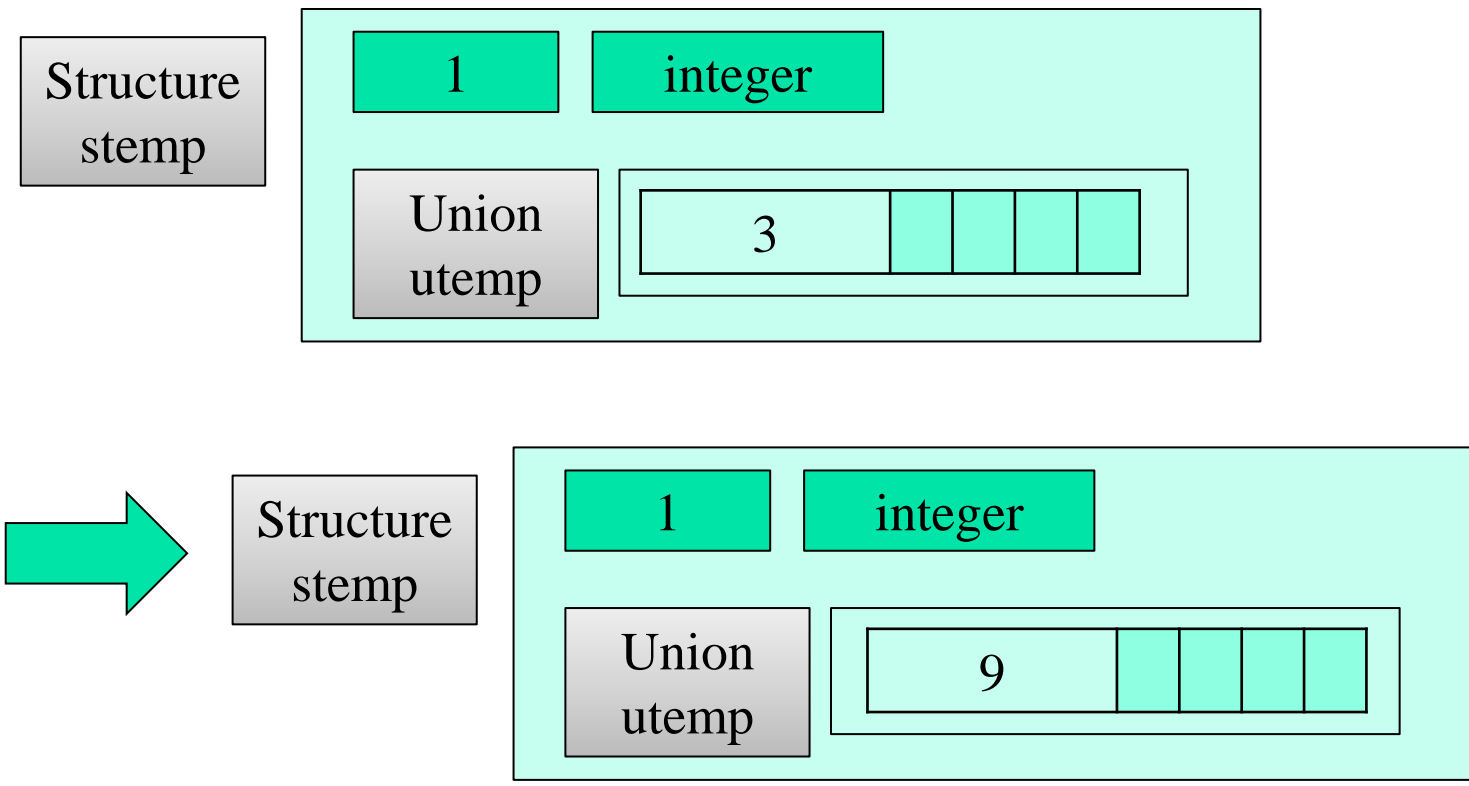 Structure
stemp
1
integer
Union
utemp
3
Structure
stemp
1
integer
Union
utemp
9